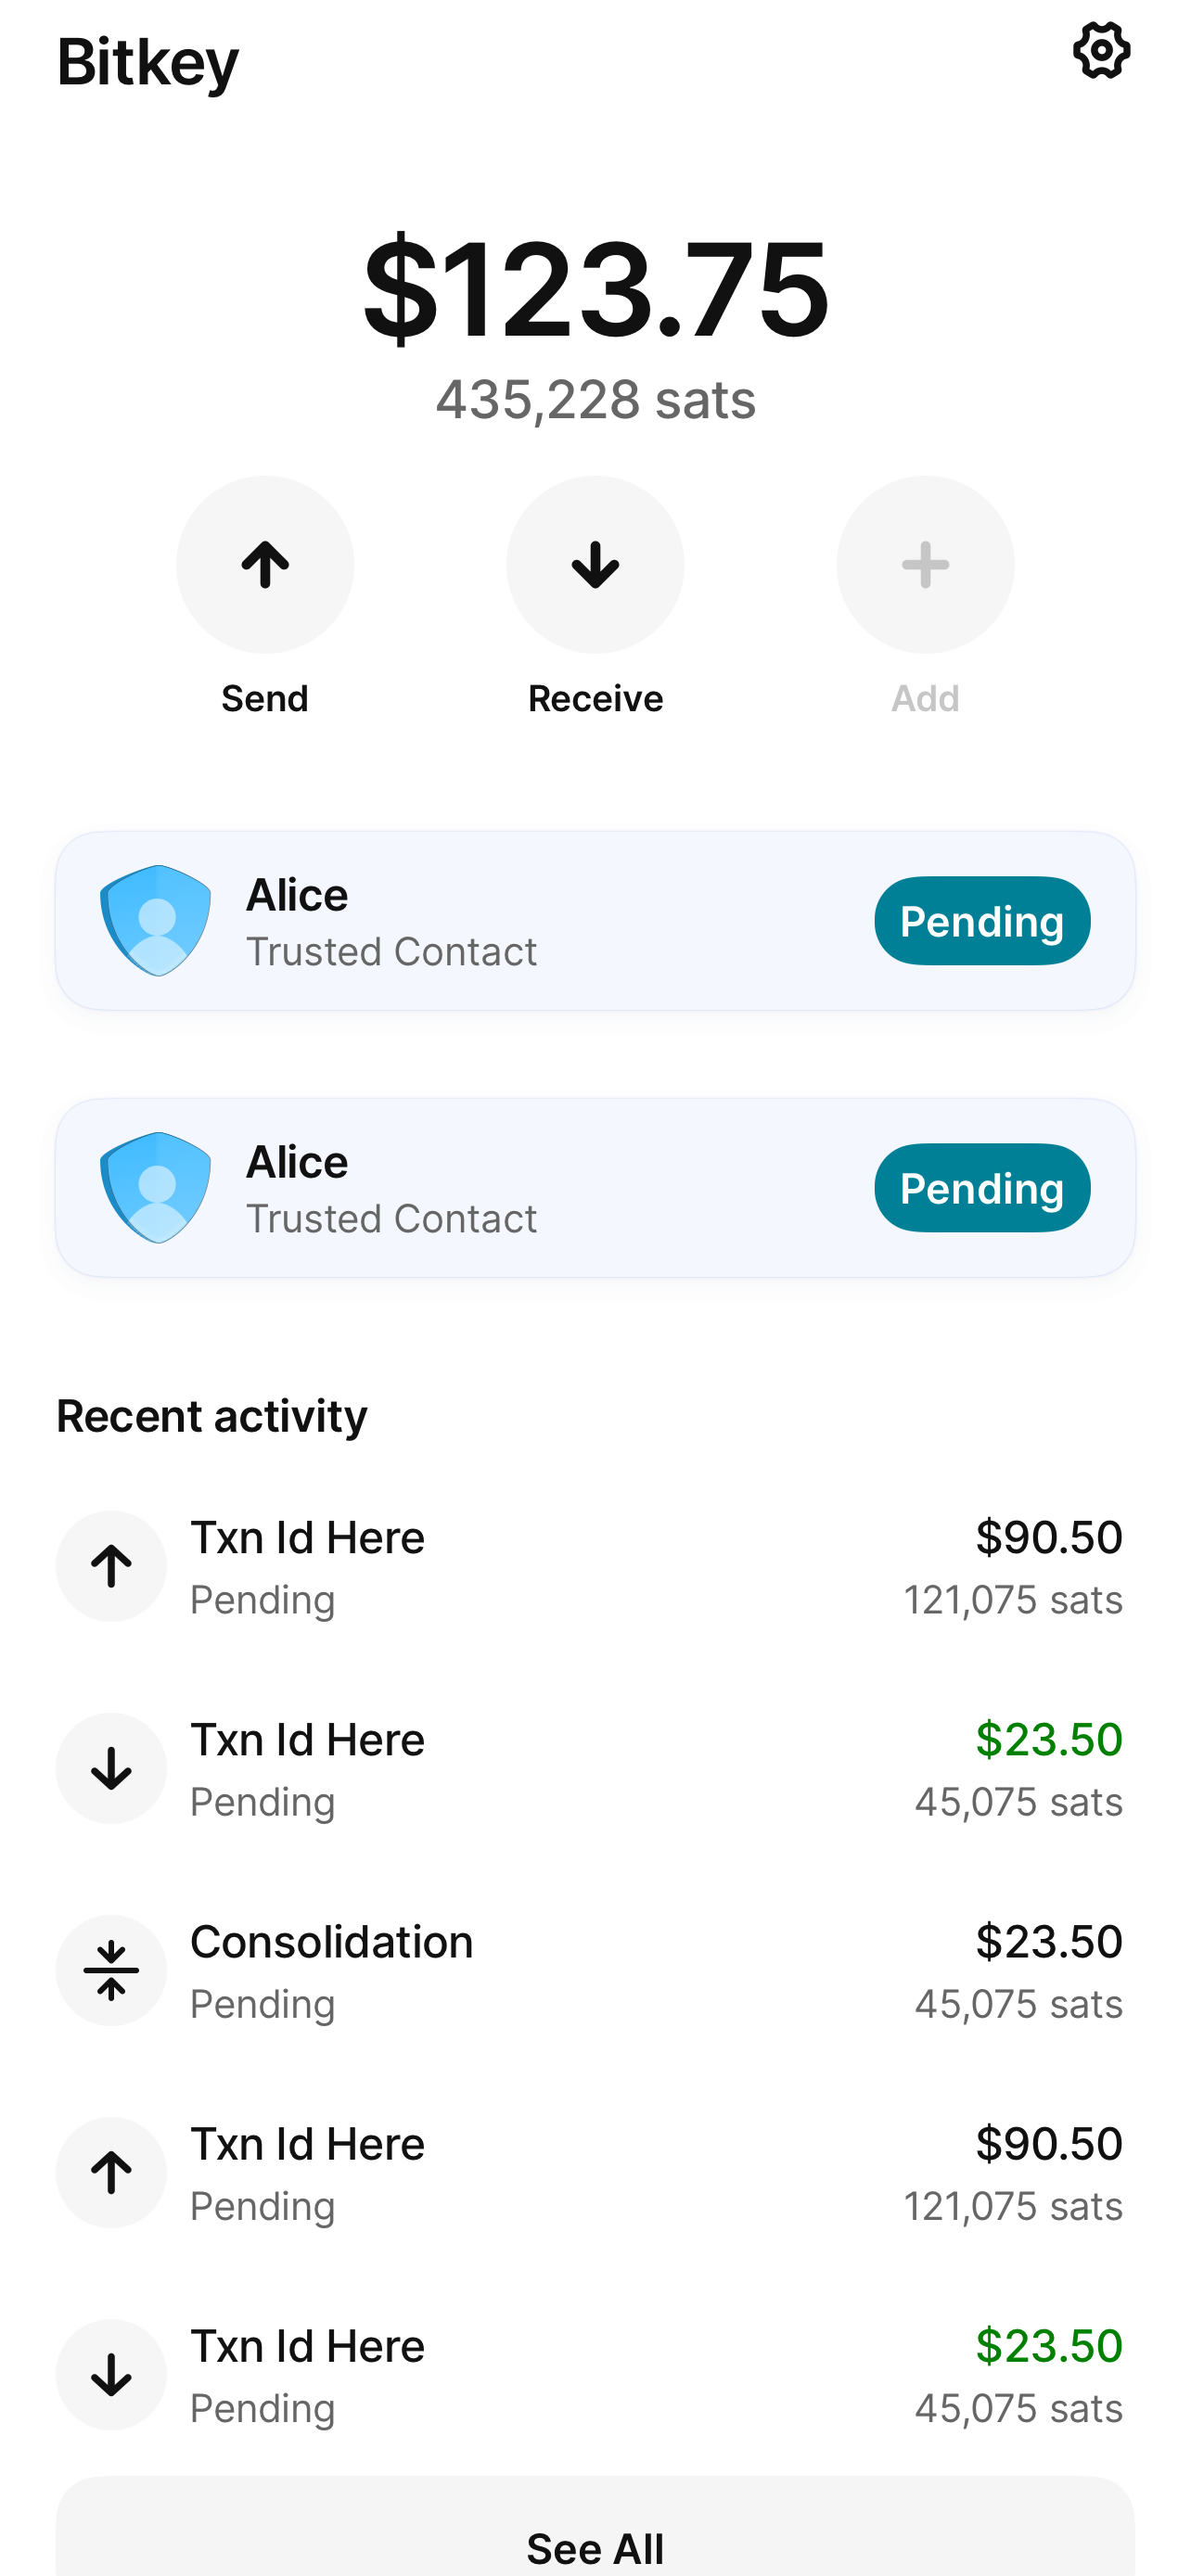 Bitkey
$123.75
435,228 sats
Send
Receive
Add
Alice
Trusted Contact
Pending
Alice
Trusted Contact
Pending
Recent activity
Txn Id Here
$90.50
Pending
121,075 sats
Txn Id Here
$23.50
Pending
45,075 sats
Consolidation
$23.50
Pending
45,075 sats
Txn Id Here
$90.50
Pending
121,075 sats
Txn Id Here
$23.50
Pending
45,075 sats
See All